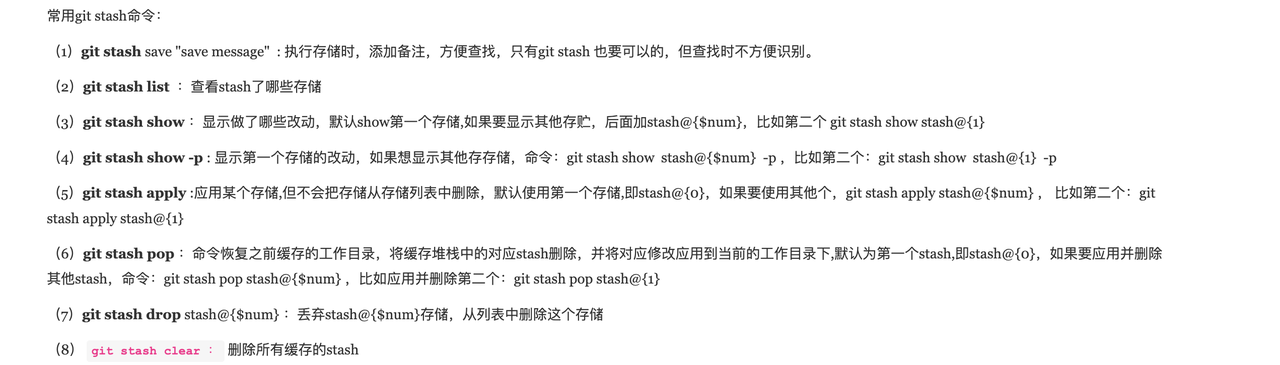 常用git stash命令：
（1）git stash save "save message"  : 执行存储时，添加备注，方便查找，只有git stash 也要可以的，但查找时不方便识别。
（2）git stash list  ：查看stash了哪些存储
（3）git stash show ：显示做了哪些改动，默认show第一个存储,如果要显示其他存贮，后面加stash@{$num}，比如第二个 git stash show stash@{1}
（4）git stash show -p : 显示第一个存储的改动，如果想显示其他存存储，命令：git stash show  stash@{$num}  -p ，比如第二个：git stash show  stash@{1}  -p
（5）git stash apply :应用某个存储,但不会把存储从存储列表中删除，默认使用第一个存储,即stash@{0}，如果要使用其他个，git stash apply stash@{$num} ， 比如第二个：git
stash apply stash@{1}
（6）git stash pop ：命令恢复之前缓存的工作目录，将缓存堆栈中的对应stash删除，并将对应修改应用到当前的工作目录下,默认为第一个stash,即stash@{0}，如果要应用并删除
其他stash，命令：git stash pop stash@{$num} ，比如应用并删除第二个：git stash pop stash@{1}
（7）git stash drop stash@{$num} ：丢弃stash@{$num}存储，从列表中删除这个存储
（8）git stash clear ：删除所有缓存的stash